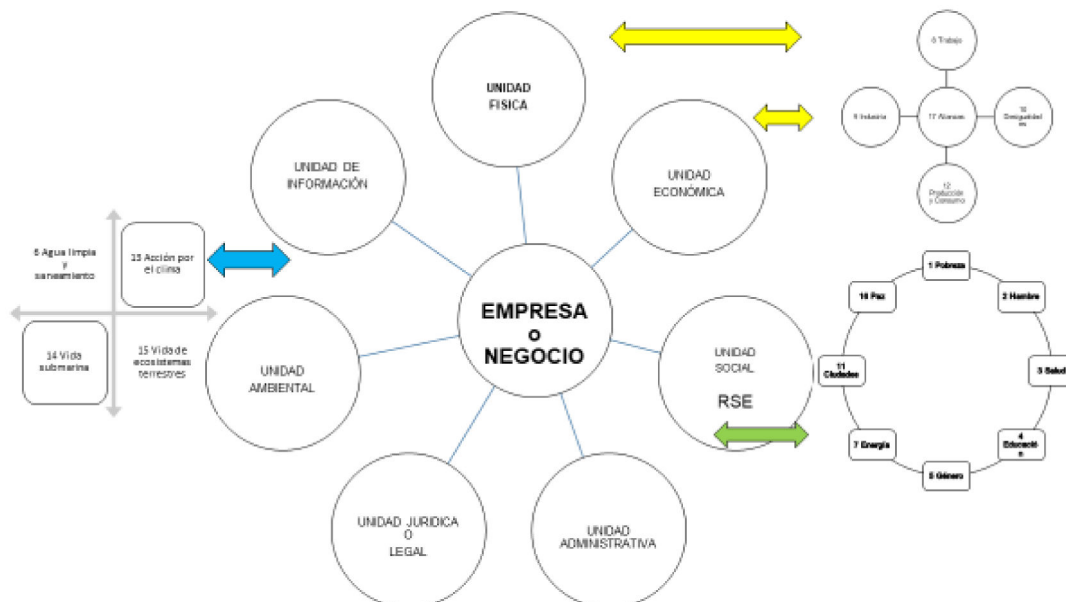 UNIDAD
FISICA
UNIDAD DE
INFORMACIÓN
UNIDAD
ECONÓMICA
8 Trabajo
9 Industria
17 Alianzas
10
Desigualdad
es
12
Producción
y Consumo
6 Agua limpia
y
saneamiento
13 Acción por
el clima
14 Vida
submarina
15 Vida de
ecosistemas
terrestres
EMPRESA
o
NEGOCIO
UNIDAD
AMBIENTAL
UNIDAD
SOCIAL
RSE
UNIDAD JURIDICA
O
LEGAL
UNIDAD
ADMINISTRATIVA
1 Pobreza
2 Hambre
3 Salud
4
Educació
n
5 Género
7 Energía
11
Ciudades
16 Paz